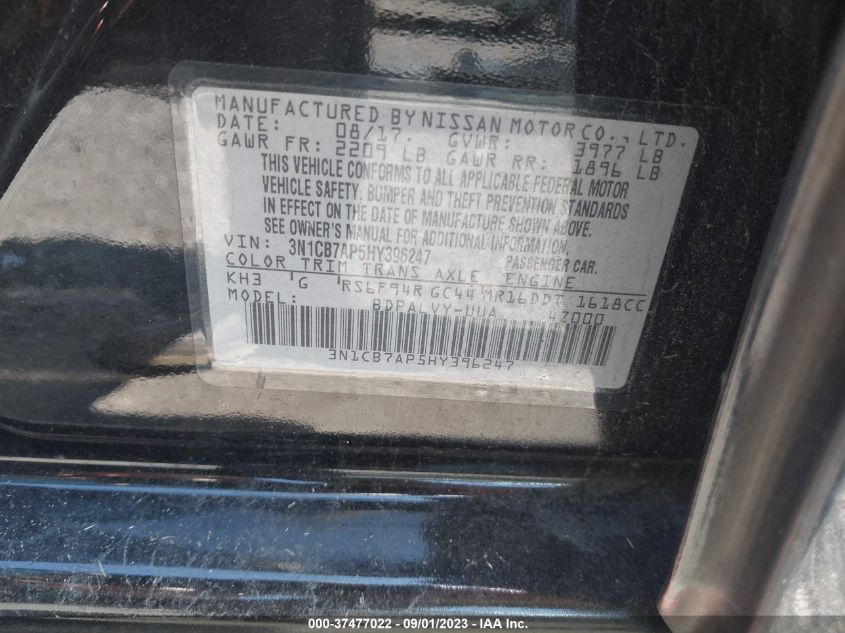 MANUFACTURED BY NISSAN MOTOR CO., LTD.
DATE: 08/17. GVWR: 3977 LB
GAWR FR: 2209 LB GAWR RR: 1896 LB
THIS VEHICLE CONFORMS TO ALL APPLICABLE FEDERAL MOTOR
VEHICLE SAFETY, BUMPER AND THEFT PREVENTION STANDARDS
IN EFFECT ON THE DATE OF MANUFACTURE SHOWN ABOVE.
SEE OWNER'S MANUAL FOR ADDITIONAL INFORMATION.
VIN: 3N1CB7AP5HY396247 PASSENGER CAR.
COLOR TRIM TRANS AXLE ENGINE
KH3 G RS6F94R GC44 MR16DDT 1618CC
MODEL: BDPALVY-UUA 4Z000
3N1CB7AP5HY396247
000-37477022 - 09/01/2023 - IAAI.com